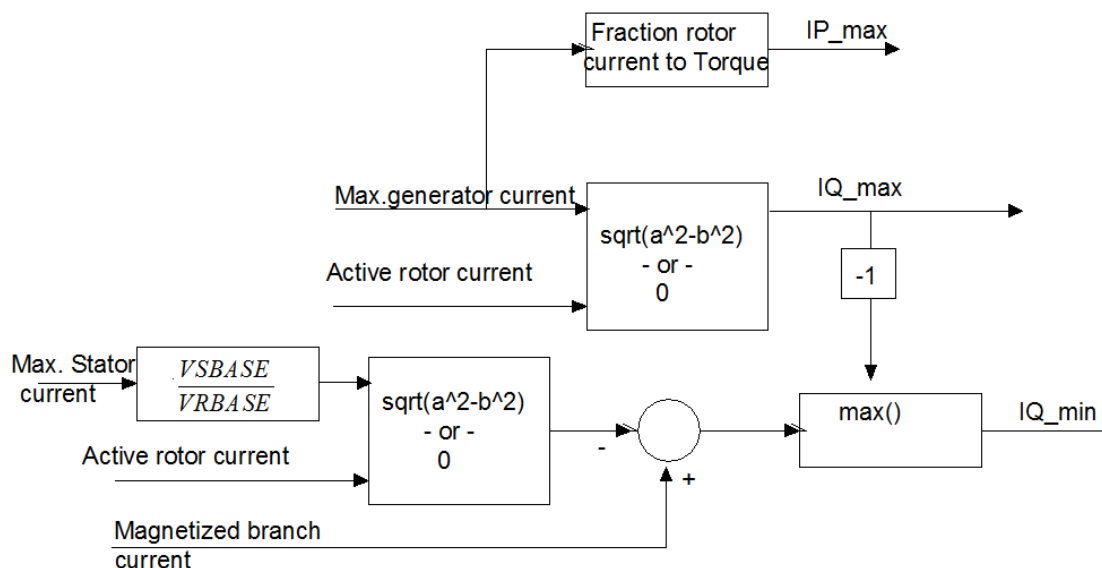 Fraction rotor
current to Torque
IP_max
Max.generator current
IQ_max
sqrt(a^2-b^2)
- or -
0
-1
Active rotor current
Max. Stator
current
VSBASE
VRBASE
sqrt(a^2-b^2)
- or -
0
max()
IQ_min
-
+
Active rotor current
Magnetized branch
current